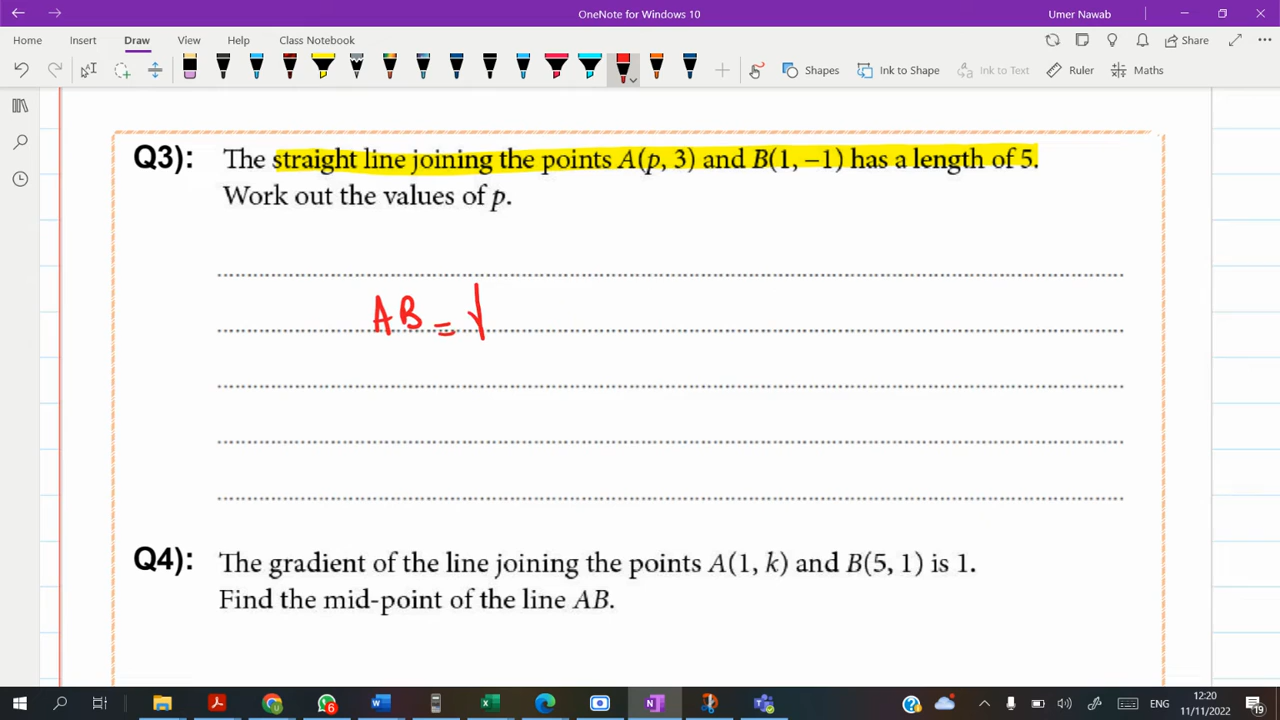 OneNote for Windows 10
Umer Nawab
Home Insert Draw View Help Class Notebook
Share
Shapes Ink to Shape Ink to Text Ruler Maths
Q3): The straight line joining the points A(p, 3) and B(1, −1) has a length of 5.
Work out the values of p.
AB = √
Q4): The gradient of the line joining the points A(1, k) and B(5, 1) is 1.
Find the mid-point of the line AB.
6
ENG
12:20
11/11/2022
19